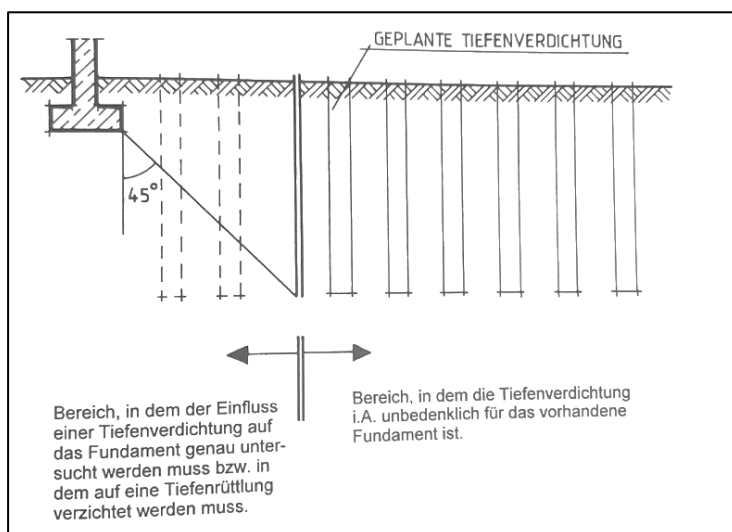 GEPLANTE TIEFENVERDICHTUNG
45°
Bereich, in dem der Einfluss
einer Tiefenverdichtung auf
das Fundament genau unter-
sucht werden muss bzw. in
dem auf eine Tiefenrüttlung
verzichtet werden muss.
Bereich, in dem die Tiefenverdichtung
i.A. unbedenklich für das vorhandene
Fundament ist.